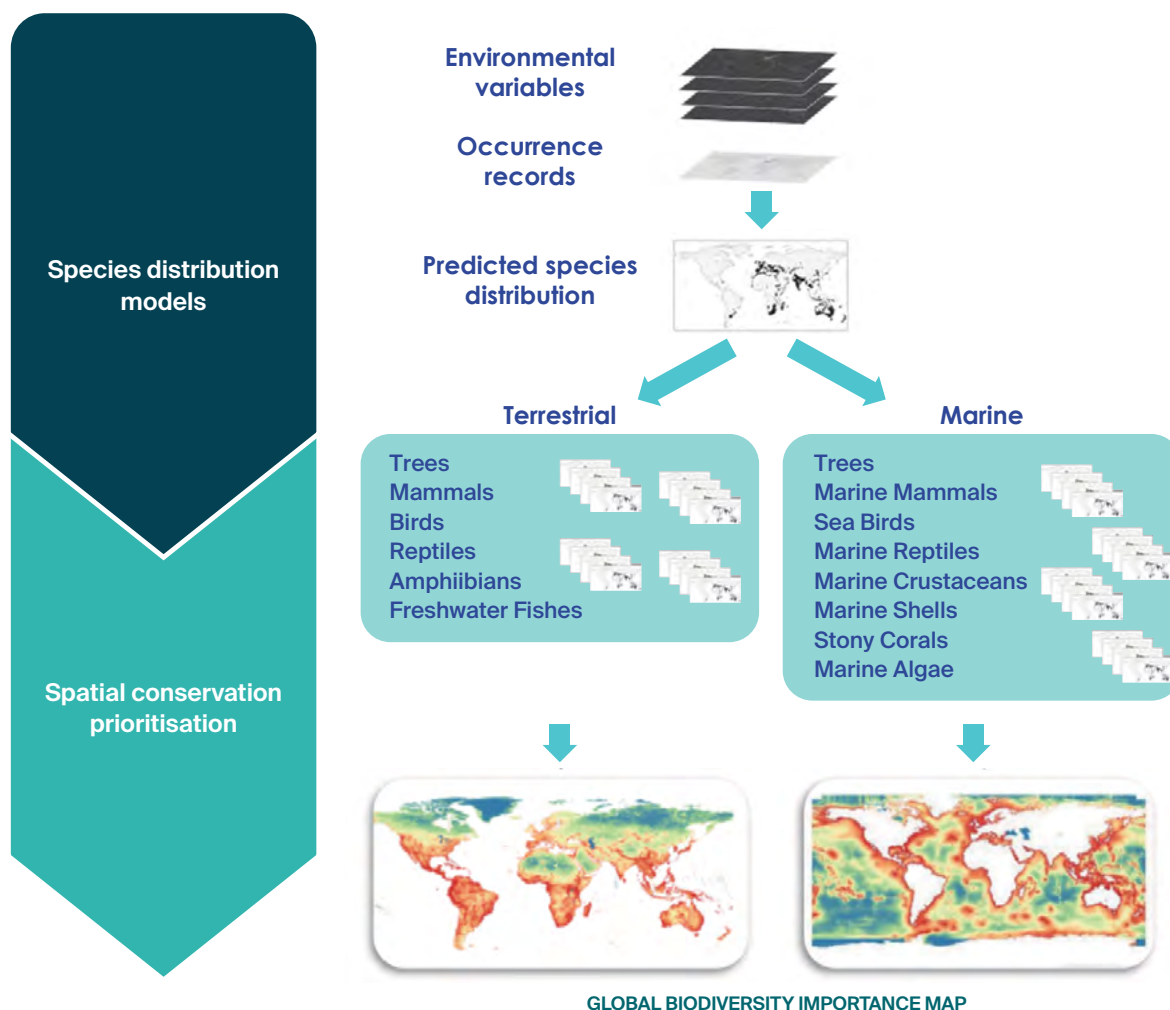 Environmental
variables
Occurrence
records
Species distribution
models
Predicted species
distribution
Terrestrial
Marine
Trees
Mammals
Birds
Reptiles
Amphiibians
Freshwater Fishes
Trees
Marine Mammals
Sea Birds
Marine Reptiles
Marine Crustaceans
Marine Shells
Stony Corals
Marine Algae
Spatial conservation
prioritisation
GLOBAL BIODIVERSITY IMPORTANCE MAP